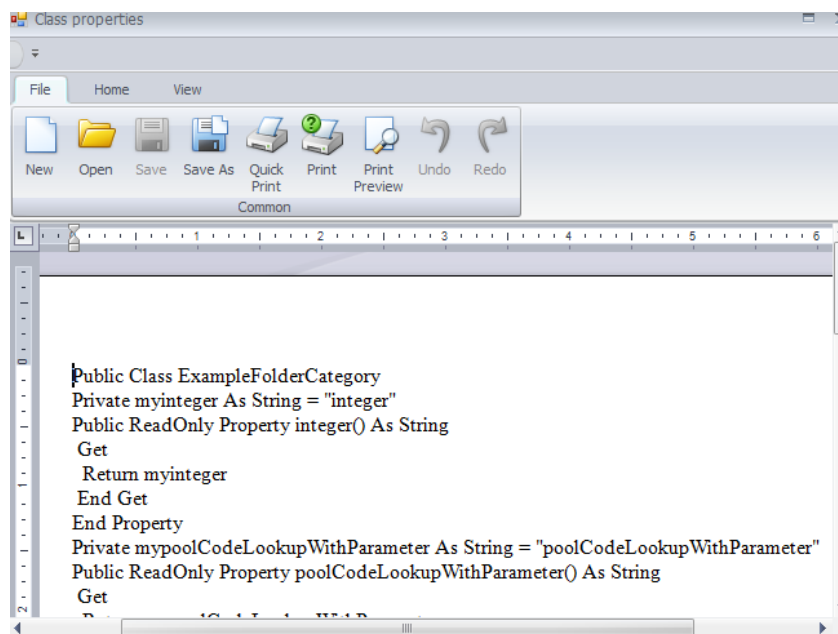 Class properties
File Home View
New Open Save Save As Quick Print Print Print Preview Undo Redo
Common
L 1 2 3 4 5 6
0
1
2
Public Class ExampleFolderCategory
Private myinteger As String = "integer"
Public ReadOnly Property integer() As String
Get
Return myinteger
End Get
End Property
Private mypoolCodeLookupWithParameter As String = "poolCodeLookupWithParameter"
Public ReadOnly Property poolCodeLookupWithParameter() As String
Get